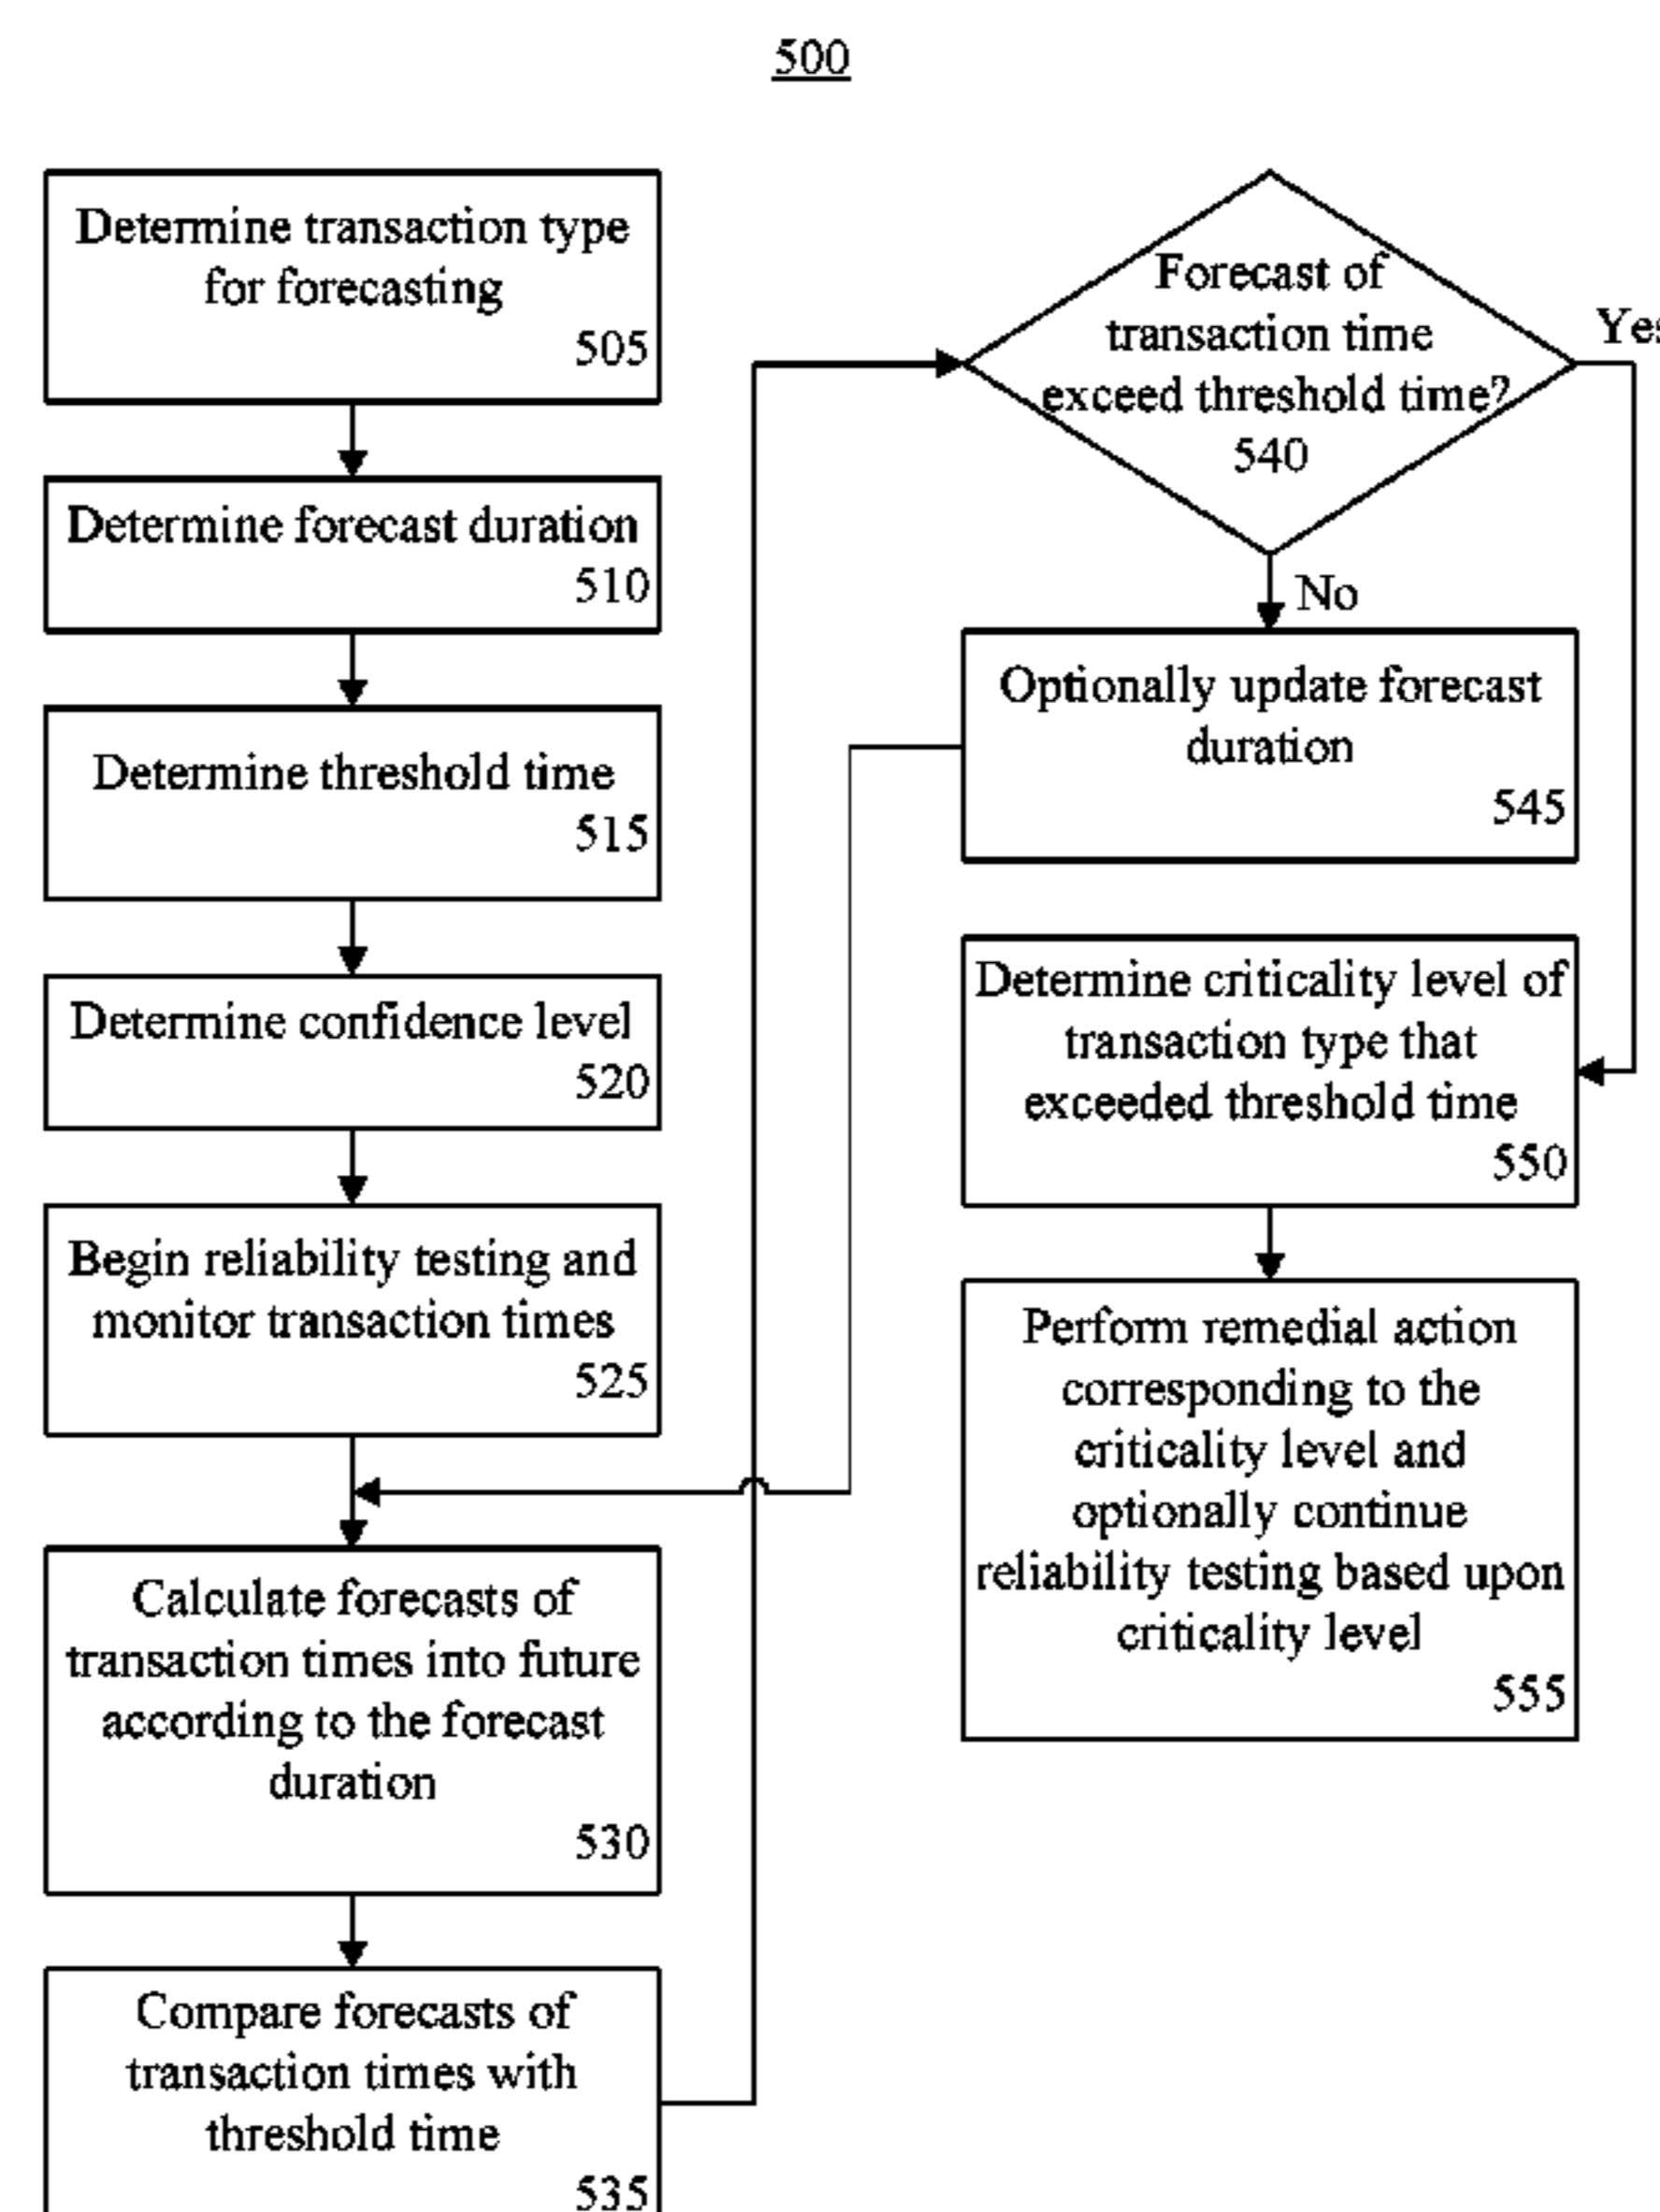 500
Determine transaction type
for forecasting
505
Determine forecast duration
510
Determine threshold time
515
Determine confidence level
520
Begin reliability testing and
monitor transaction times
525
Calculate forecasts of
transaction times into future
according to the forecast
duration
530
Compare forecasts of
transaction times with
threshold time
535
Forecast of
transaction time
exceed threshold time?
540
Yes
No
Optionally update forecast
duration
545
Determine criticality level of
transaction type that
exceeded threshold time
550
Perform remedial action
corresponding to the
criticality level and
optionally continue
reliability testing based upon
criticality level
555